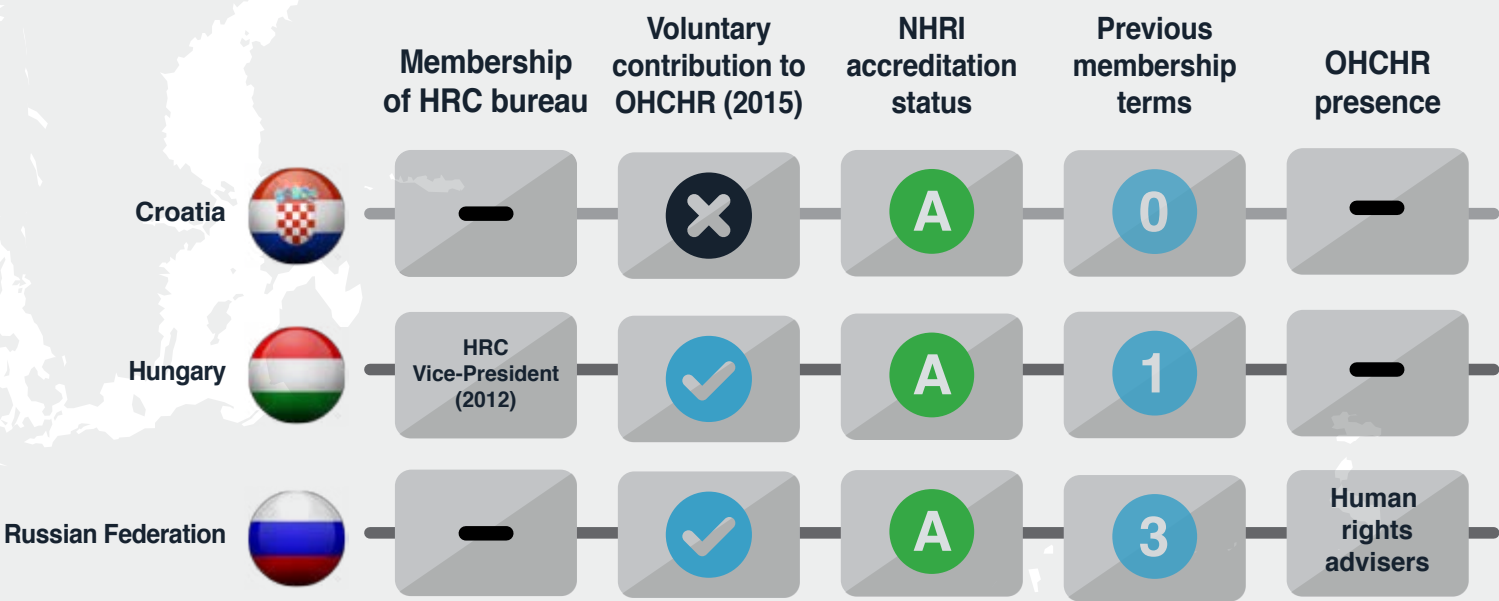 Membership
of HRC bureau
Voluntary
contribution to
OHCHR (2015)
NHRI
accreditation
status
Previous
membership
terms
OHCHR
presence
Croatia
A
0
Hungary
HRC
Vice-President
(2012)
A
1
Russian Federation
A
3
Human
rights
advisers